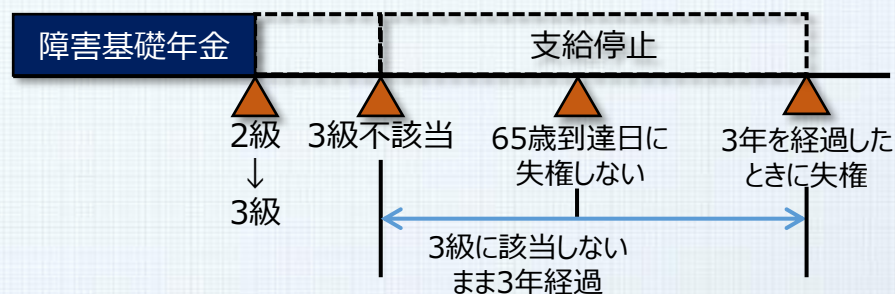 障害基礎年金
支給停止
2級
↓
3級
3級不該当
65歳到達日に
失権しない
3年を経過した
ときに失権
3級に該当しない
まま3年経過